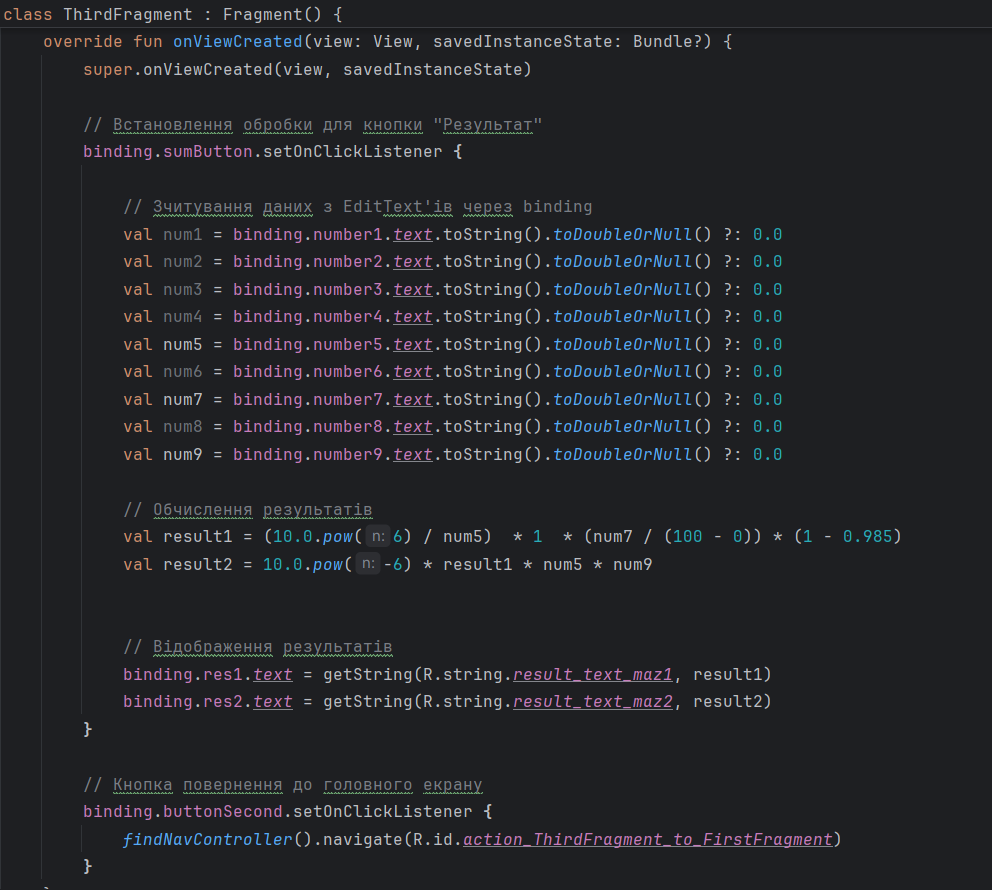 class ThirdFragment : Fragment() {
    override fun onViewCreated(view: View, savedInstanceState: Bundle?) {
        super.onViewCreated(view, savedInstanceState)
        // Встановлення обробки для кнопки "Результат"
        binding.sumButton.setOnClickListener {
            // Зчитування даних з EditText'ів через binding
            val num1 = binding.number1.text.toString().toDoubleOrNull() ?: 0.0
            val num2 = binding.number2.text.toString().toDoubleOrNull() ?: 0.0
            val num3 = binding.number3.text.toString().toDoubleOrNull() ?: 0.0
            val num4 = binding.number4.text.toString().toDoubleOrNull() ?: 0.0
            val num5 = binding.number5.text.toString().toDoubleOrNull() ?: 0.0
            val num6 = binding.number6.text.toString().toDoubleOrNull() ?: 0.0
            val num7 = binding.number7.text.toString().toDoubleOrNull() ?: 0.0
            val num8 = binding.number8.text.toString().toDoubleOrNull() ?: 0.0
            val num9 = binding.number9.text.toString().toDoubleOrNull() ?: 0.0
            // Обчислення результатів
            val result1 = (10.0.pow( n: 6) / num5)  * 1  * (num7 / (100 - 0)) * (1 - 0.985)
            val result2 = 10.0.pow( n: -6) * result1 * num5 * num9
            // Відображення результатів
            binding.res1.text = getString(R.string.result_text_maz1, result1)
            binding.res2.text = getString(R.string.result_text_maz2, result2)
        }
        // Кнопка повернення до головного екрану
        binding.buttonSecond.setOnClickListener {
            findNavController().navigate(R.id.action_ThirdFragment_to_FirstFragment)
        }